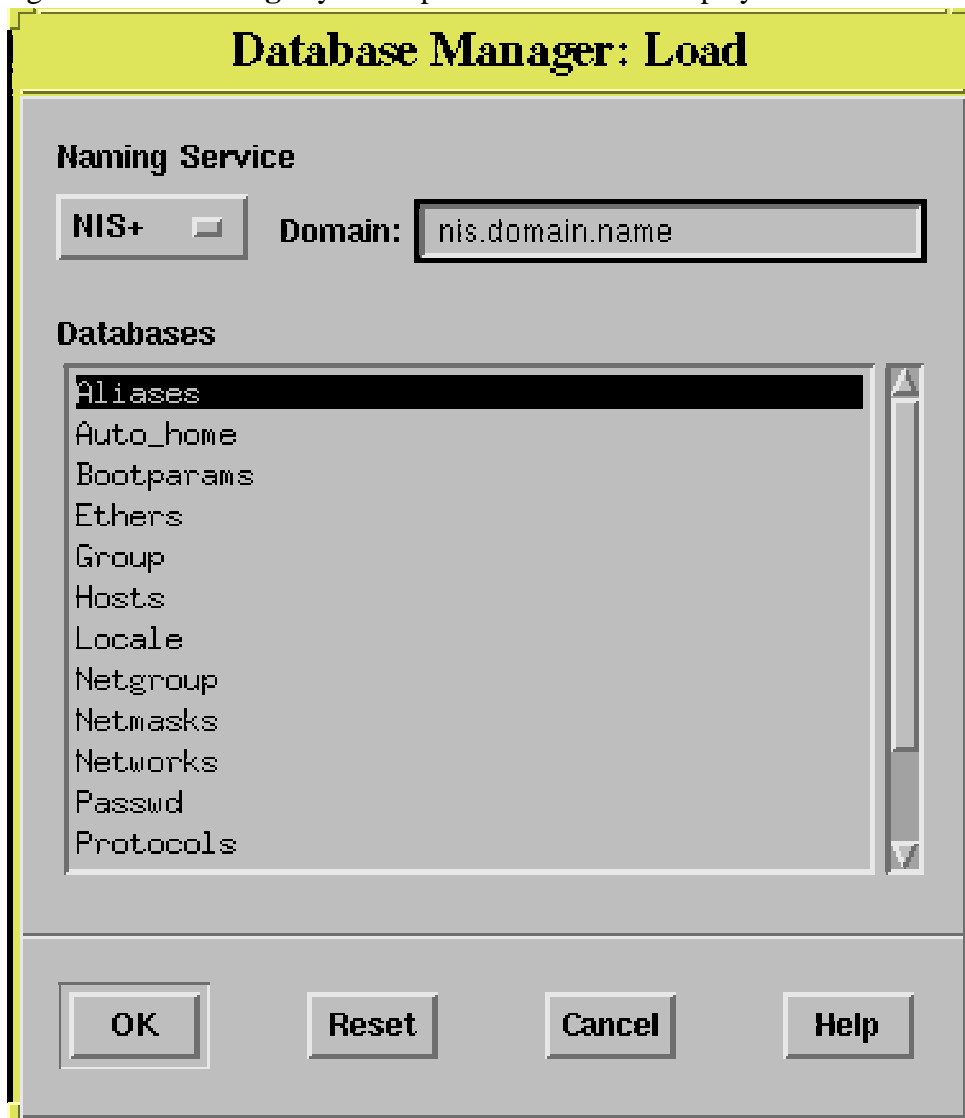 Database Manager: Load
Naming Service
NIS+ Domain: nis.domain.name
Databases
Aliases
Auto_home
Bootparams
Ethers
Group
Hosts
Locale
Netgroup
Netmasks
Networks
Passwd
Protocols
OK Reset Cancel Help